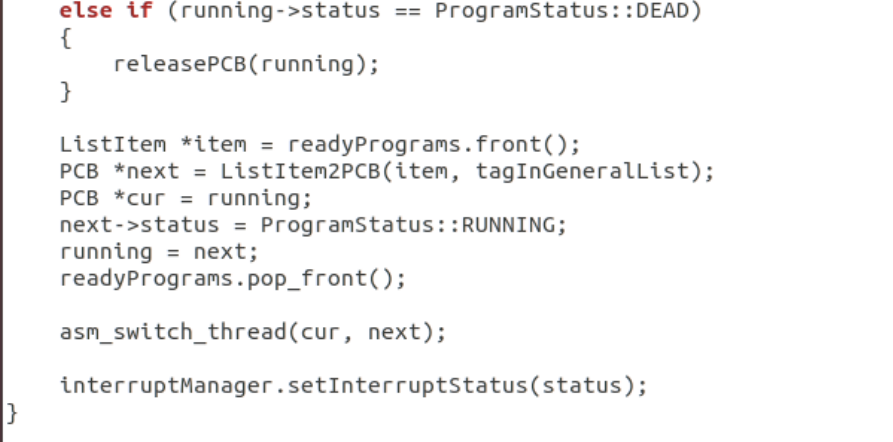 else if (running->status == ProgramStatus::DEAD)
{
releasePCB(running);
}
ListItem *item = readyPrograms.front();
PCB *next = ListItem2PCB(item, tagInGeneralList);
PCB *cur = running;
next->status = ProgramStatus::RUNNING;
running = next;
readyPrograms.pop_front();
asm_switch_thread(cur, next);
interruptManager.setInterruptStatus(status);
}